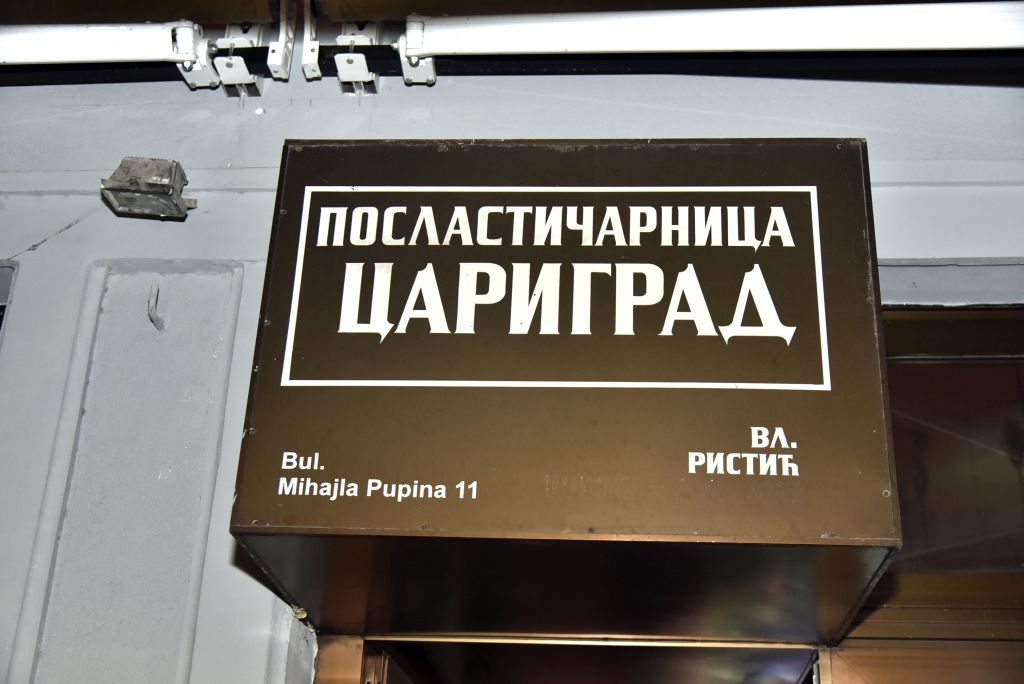 ПОСЛАСТИЧАРНИЦА
ЦАРИГРАД
ВЛ.
РИСТИЋ
Bul.
Mihajla Pupina 11